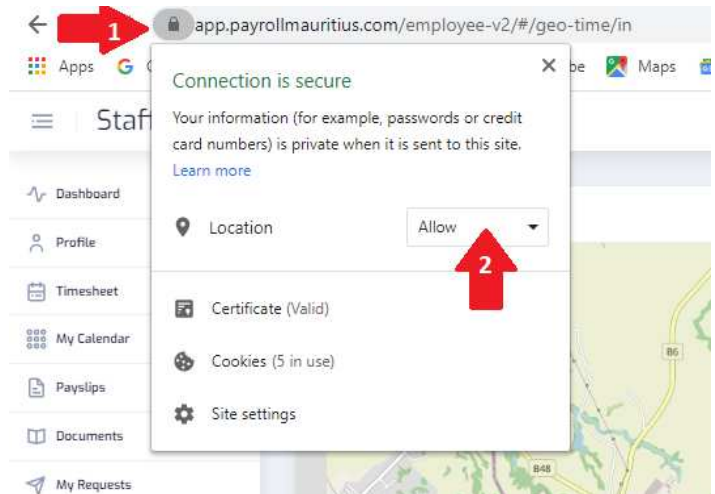 1
app.payrollmauritius.com/employee-v2/#/geo-time/in
Apps
Maps
Connection is secure
Your information (for example, passwords or credit
card numbers) is private when it is sent to this site.
Learn more
Location
Allow
2
Certificate (Valid)
Cookies (5 in use)
Site settings
Staf
Dashboard
Profile
Timesheet
My Calendar
Payslips
Documents
My Requests
B6
B48